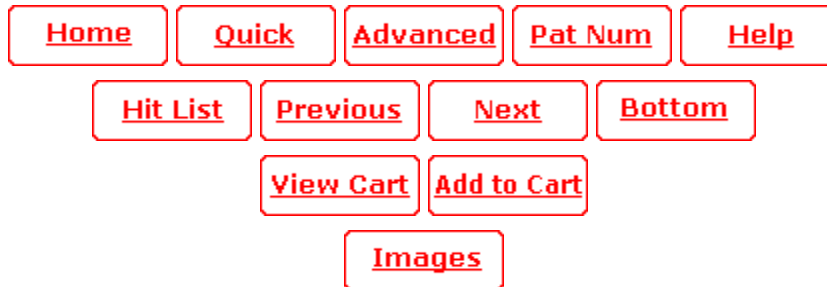 Home Quick Advanced Pat Num Help
Hit List Previous Next Bottom
View Cart Add to Cart
Images